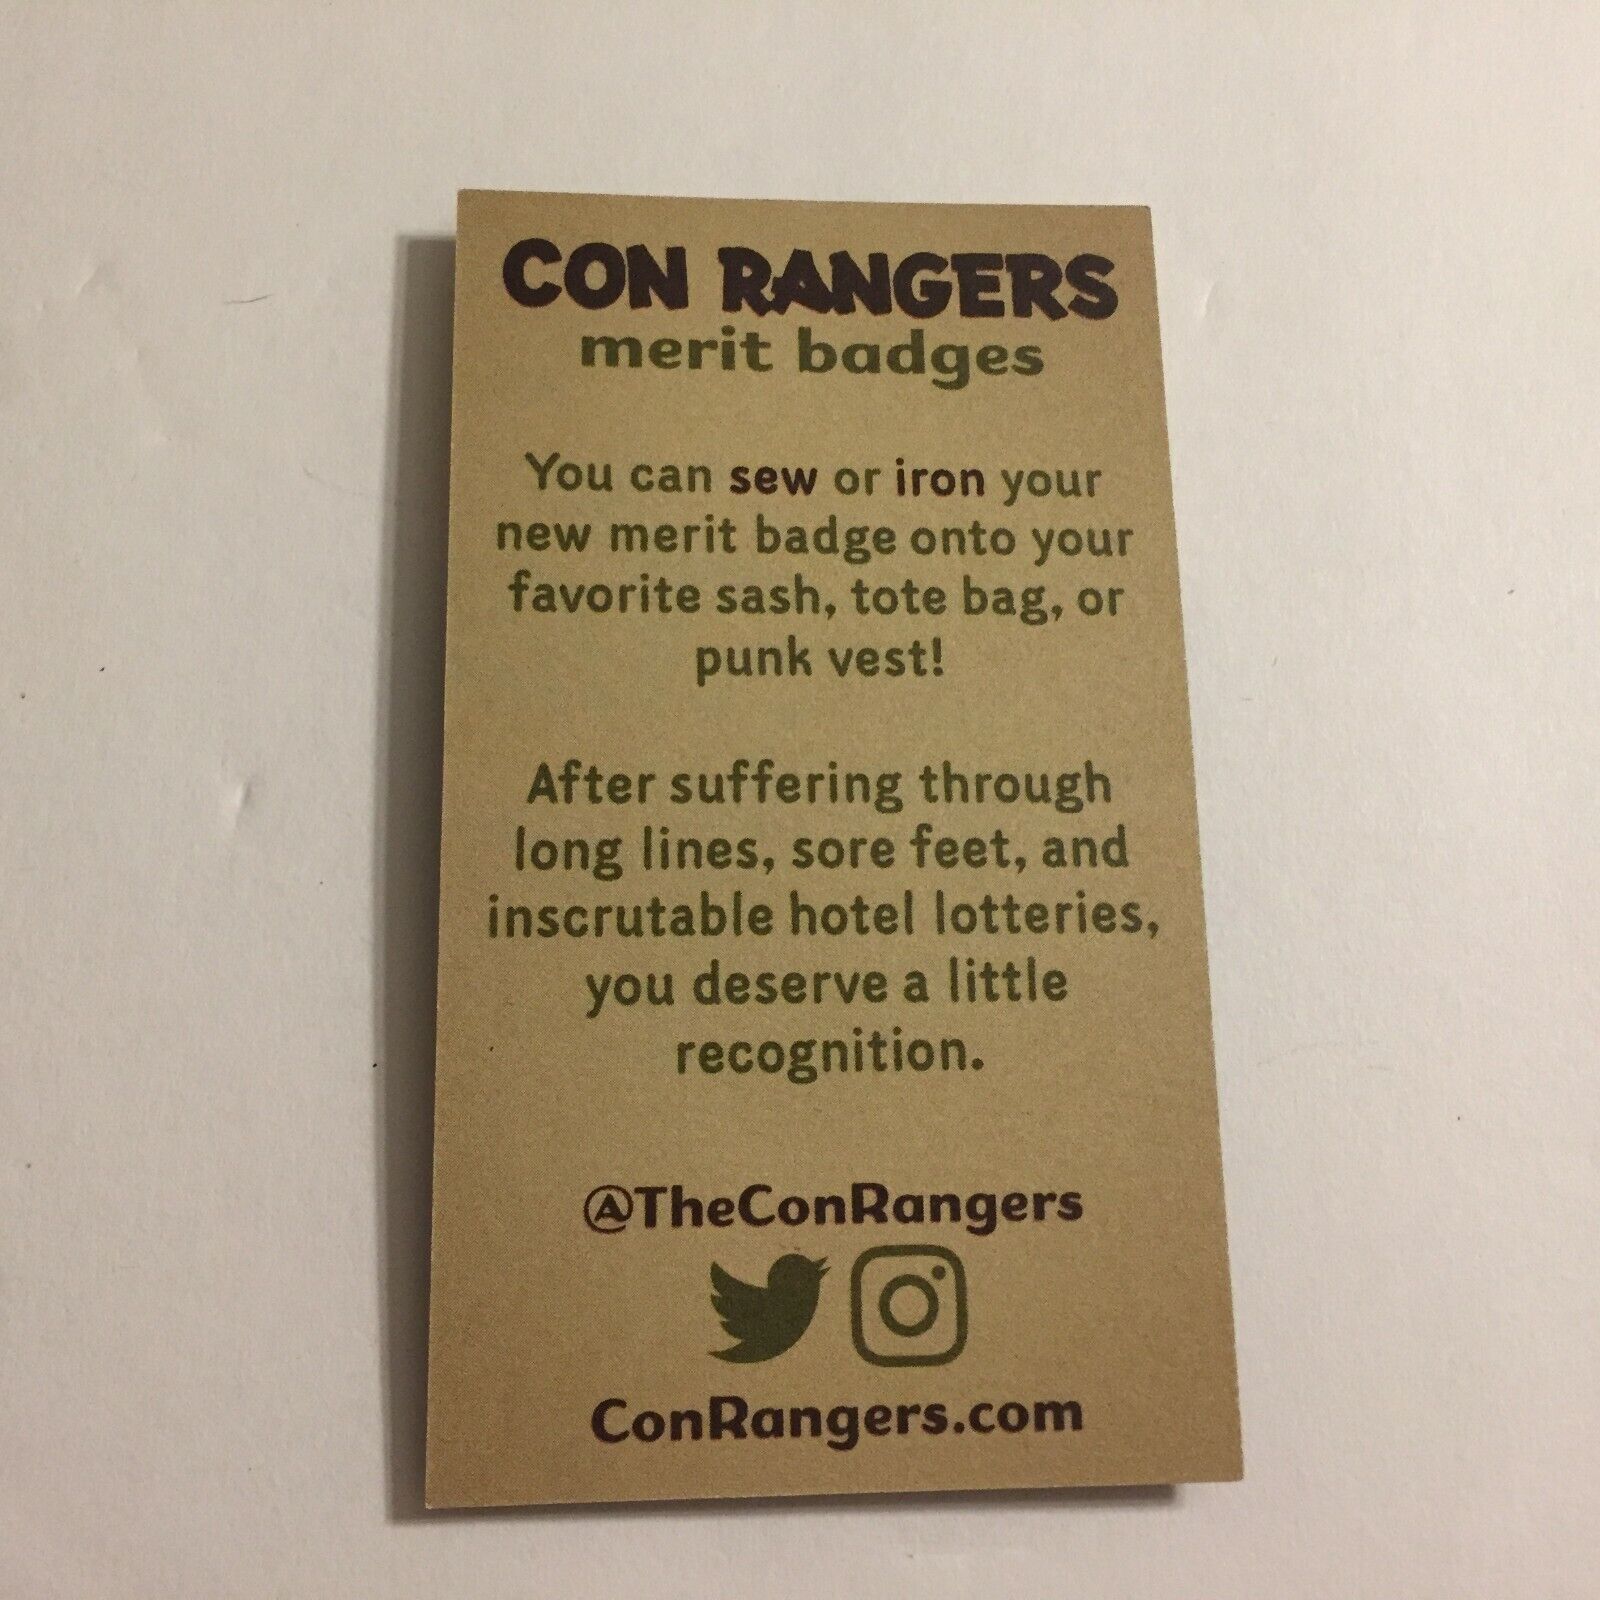 CON RANGERS
merit badges
You can sew or iron your
new merit badge onto your
favorite sash, tote bag, or
punk vest!
After suffering through
long lines, sore feet, and
inscrutable hotel lotteries,
you deserve a little
recognition.
@TheConRangers
ConRangers.com